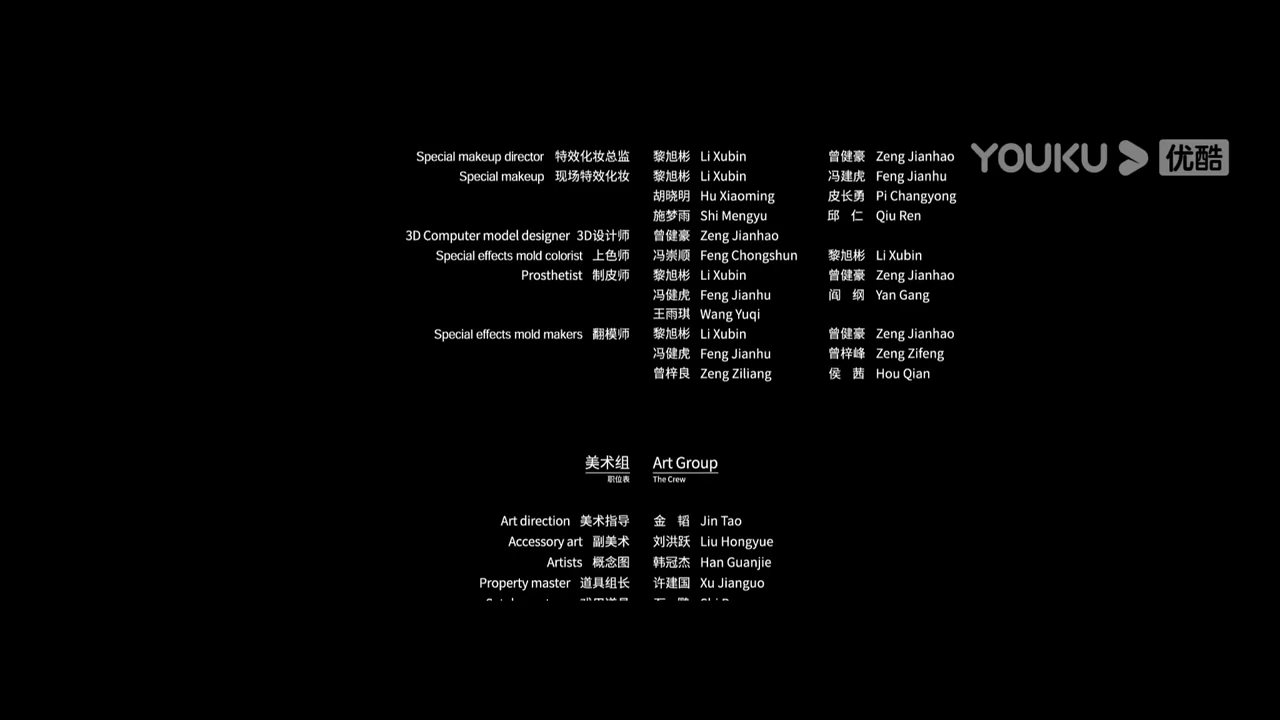 Special makeup director 特效化妆总监 黎旭彬 Li Xubin 曾健豪 Zeng Jianhao
YOUKU 优酷
Special makeup 现场特效化妆 黎旭彬 Li Xubin 冯建虎 Feng Jianhu
胡晓明 Hu Xiaoming 皮长勇 Pi Changyong
施梦雨 Shi Mengyu 邱 仁 Qiu Ren
3D Computer model designer 3D设计师 曾健豪 Zeng Jianhao
Special effects mold colorist 上色师 冯崇顺 Feng Chongshun 黎旭彬 Li Xubin
Prosthetist 制皮师 黎旭彬 Li Xubin 曾健豪 Zeng Jianhao
冯健虎 Feng Jianhu 阎 纲 Yan Gang
王雨琪 Wang Yuqi
Special effects mold makers 翻模师 黎旭彬 Li Xubin 曾健豪 Zeng Jianhao
冯健虎 Feng Jianhu 曾梓峰 Zeng Zifeng
曾梓良 Zeng Ziliang 侯 茜 Hou Qian
美术组 Art Group
职位表 The Crew
Art direction 美术指导 金 韬 Jin Tao
Accessory art 副美术 刘洪跃 Liu Hongyue
Artists 概念图 韩冠杰 Han Guanjie
Property master 道具组长 许建国 Xu Jianguo